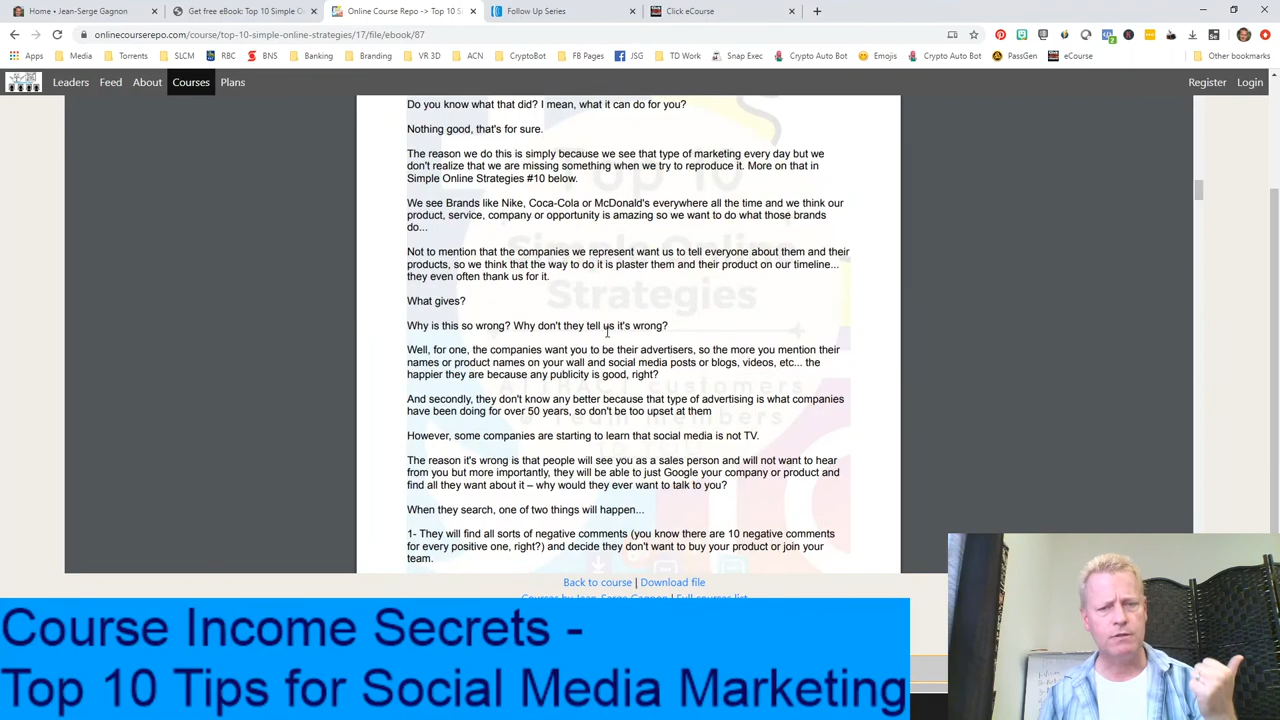 Home • Jean-Serge Gagnon
Get free eBook: Top 10 Simple O
Online Course Repo -> Top 10 S
Follow Up Series
Click eCourse
onlinecourserepo.com/course/top-10-simple-online-strategies/17/file/ebook/87
Apps Media Tutorials SLCM RBC BNS Banking Branding VR 3D ACN CryptoBot FB Pages JSG TD Work Snap Exec Crypto Auto Bot Emojis Crypto Auto Bot PassGen eCourse Other bookmarks
Leaders Feed About Courses Plans Register Login
Do you know what that did? I mean, what it can do for you?
Nothing good, that's for sure.
The reason we do this is simply because we see that type of marketing every day but we
don't realize that we are missing something when we try to reproduce it. More on that in
Simple Online Strategies #10 below.
We see Brands like Nike, Coca-Cola or McDonald's everywhere all the time and we think our
product, service, company or opportunity is amazing so we want to do what those brands
do...
Not to mention that the companies we represent want us to tell everyone about them and their
products, so we think that the way to do it is plaster them and their product on our timeline...
they even often thank us for it.
What gives?
Why is this so wrong? Why don't they tell us it's wrong?
Well, for one, the companies want you to be their advertisers, so the more you mention their
names or product names on your wall and social media posts or blogs, videos, etc... the
happier they are because any publicity is good, right?
And secondly, they don't know any better because that type of advertising is what companies
have been doing for over 50 years, so don't be too upset at them
However, some companies are starting to learn that social media is not TV.
The reason it's wrong is that people will see you as a sales person and will not want to hear
from you but more importantly, they will be able to just Google your company or product and
find all they want about it – why would they ever want to talk to you?
When they search, one of two things will happen...
1- They will find all sorts of negative comments (you know there are 10 negative comments
for every positive one, right?) and decide they don't want to buy your product or join your
team.
Top 10
Simple Online
Strategies
ATTRACT customers
& Team Members
Back to course | Download file
Courses by Jean-Serge Gagnon | Full courses list
Course Income Secrets -
Top 10 Tips for Social Media Marketing